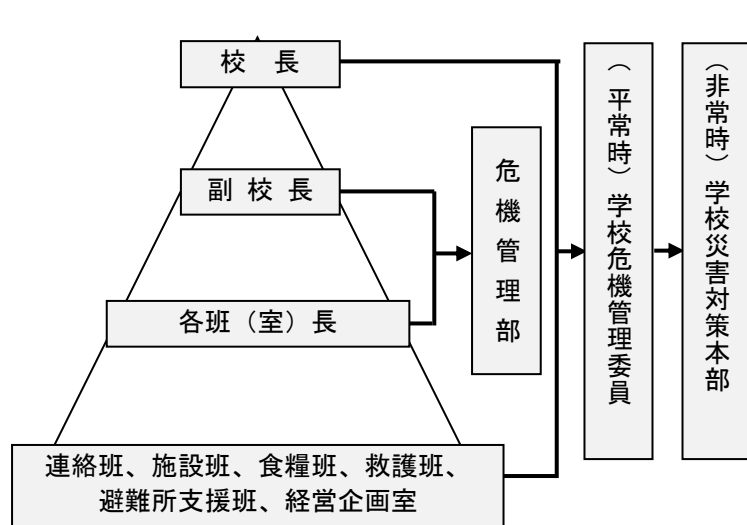 校　長
副 校 長
各班（室）長
連絡班、施設班、食糧班、救護班、
避難所支援班、経営企画室
危機管理部
（平常時）学校危機管理委員
（非常時）学校災害対策本部